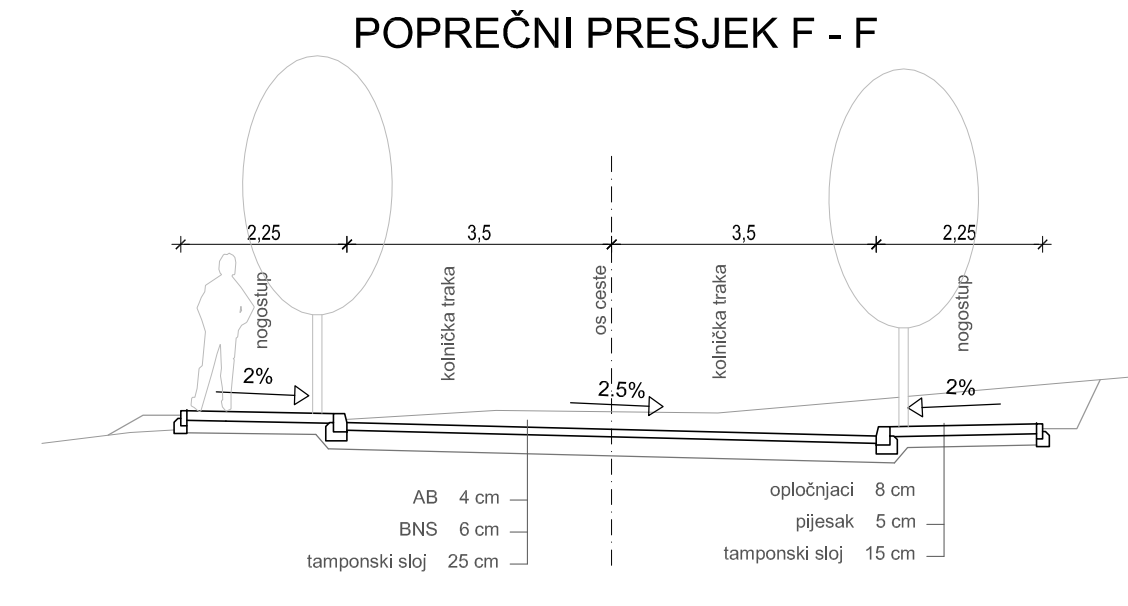 POPREČNI PRESJEK F - F
2,25 3,5 3,5 2,25
nogostup
kolnička traka
os ceste
kolnička traka
nogostup
2% 2.5% 2%
AB 4 cm
BNS 6 cm
tamponski sloj 25 cm
opločnjaci 8 cm
pijesak 5 cm
tamponski sloj 15 cm